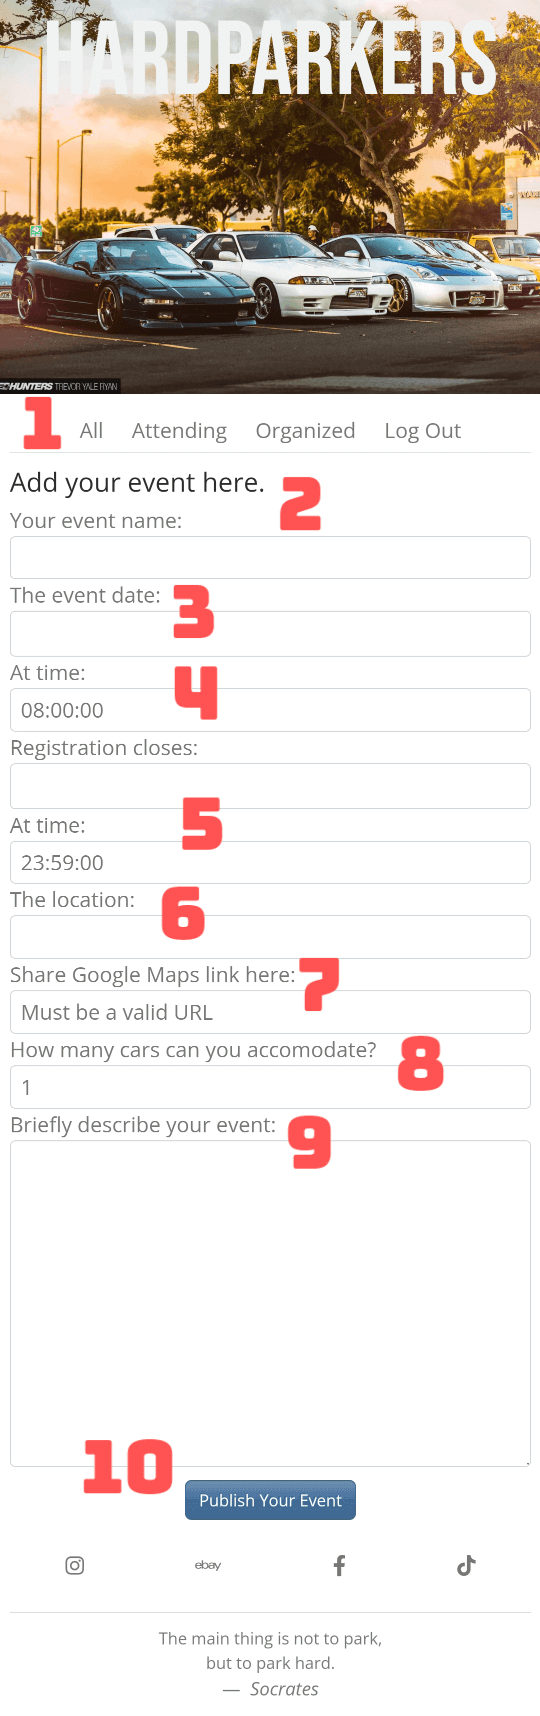 HARDPARKERS
TREVOR YALE RYAN
1 All Attending Organized Log Out
Add your event here.
2
Your event name:
The event date:
3
At time:
4
08:00:00
Registration closes:
5
At time:
23:59:00
The location:
6
Share Google Maps link here:
7
Must be a valid URL
How many cars can you accomodate?
8
1
Briefly describe your event:
9
10
Publish Your Event
ebay
The main thing is not to park,
but to park hard.
— Socrates